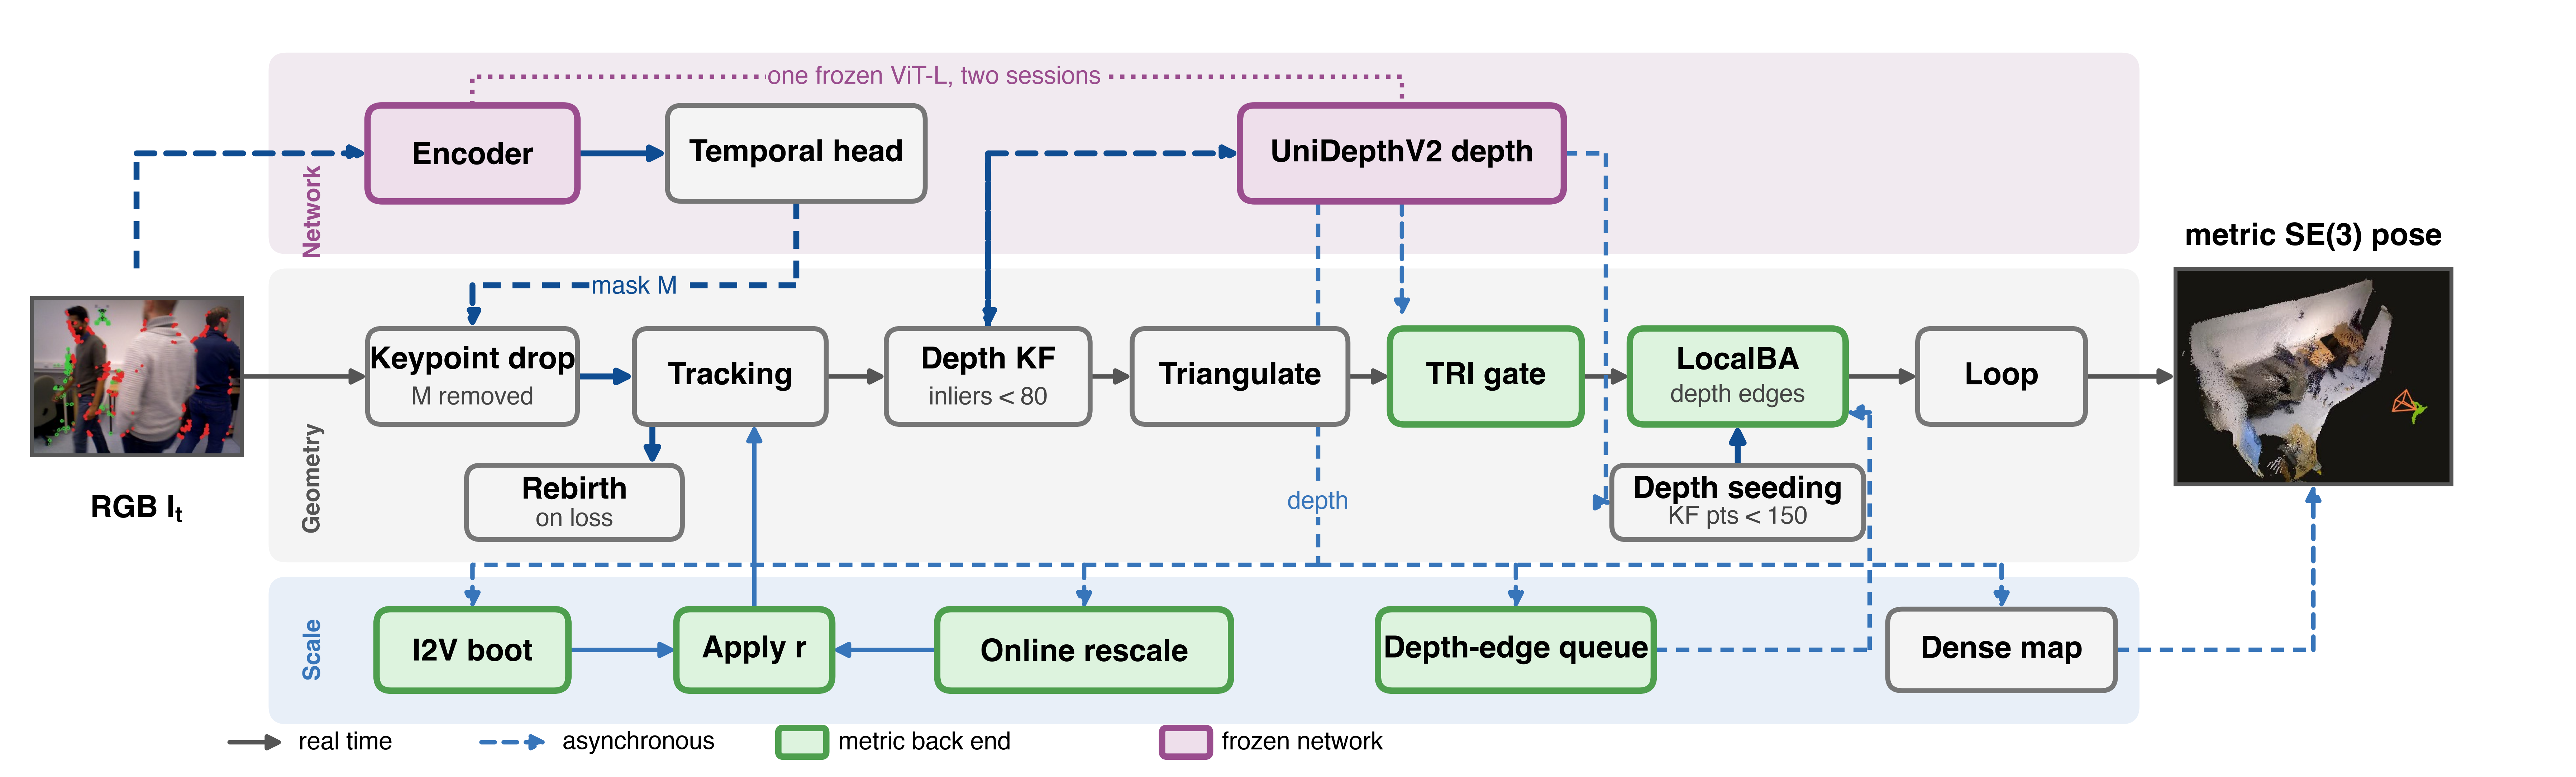 one frozen ViT-L, two sessions
Encoder
Temporal head
UniDepthV2 depth
Network
metric SE(3) pose
mask M
Keypoint drop
M removed
Tracking
Depth KF
inliers < 80
Triangulate
TRI gate
LocalBA
depth edges
Loop
RGB It
Geometry
Rebirth
on loss
depth
Depth seeding
KF pts < 150
Scale
I2V boot
Apply r
Online rescale
Depth-edge queue
Dense map
real time
asynchronous
metric back end
frozen network